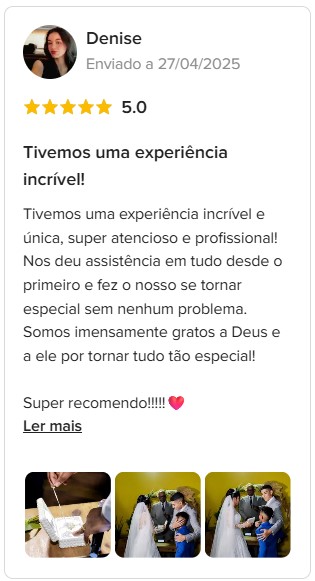 Denise
Enviado a 27/04/2025
5.0
Tivemos uma experiência
incrível!
Tivemos uma experiência incrível e
única, super atencioso e profissional!
Nos deu assistência em tudo desde o
primeiro e fez o nosso se tornar
especial sem nenhum problema.
Somos imensamente gratos a Deus e
a ele por tornar tudo tão especial!
Super recomendo!!!!!❤️
Ler mais